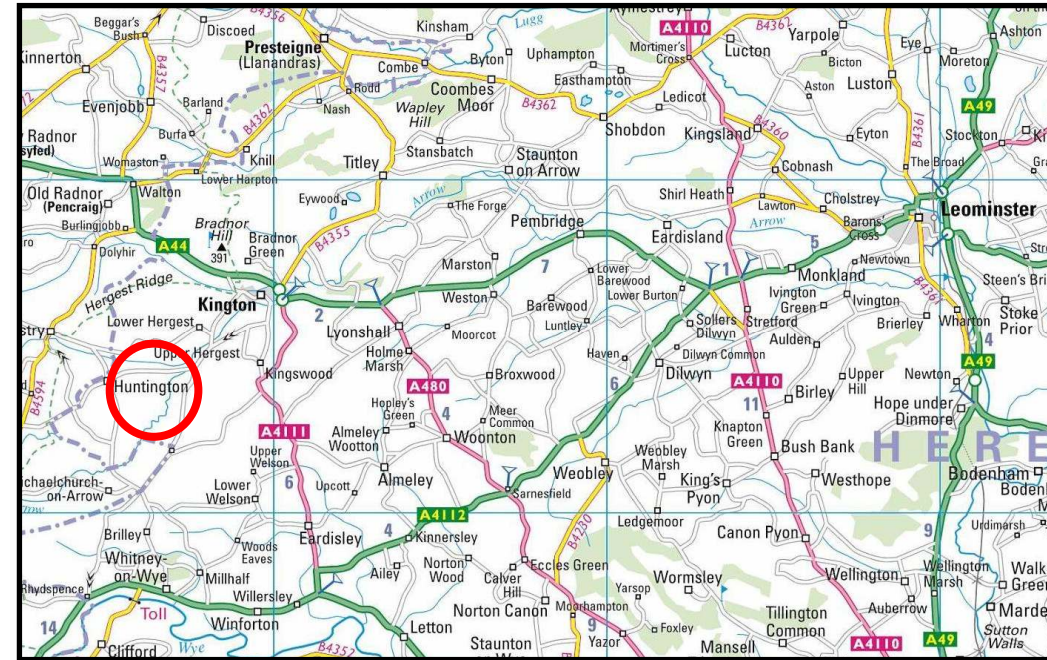 Beggar's
Bush
Discoed
B4356
Kinsham
Lugg
A4110
B4362
Yarpole
Ashton
Kinnerton
B4357
Presteigne
(Llanandras)
Combe
Byton
Uphampton
Mortimer's
Cross
Lucton
Bicton
Eye
Moreton
Evenjobb
Barland
B4362
Rodd
Nash
Coombes
Moor
Easthampton
Aston
Luston
Wapley
Hill
B4362
Ledicot
A49
Radnor
Burfa
Shobdon
Kingsland
B4360
Eyton
B4361
Stockton
Womaston
Knill
Titley
Stansbatch
Staunton
on Arrow
Cobnash
The Broad
Lower Harpton
Old Radnor
(Pencraig)
Walton
Eywood
Arrow
The Forge
Shirl Heath
Lawton
Cholstrey
Leominster
Burlingjobb
Bradnor
Hill
391
Bradnor
Green
B4355
Pembridge
Eardisland
Arrow
Barons'
Cross
A44
Dolyhir
5
Hergest Ridge
Marston
7
Lower
Barewood
1
Monkland
Newtown
Steen's
Kington
2
Weston
Barewood
Lower Burton
Ivington
Green
Ivington
B4361
Lower Hergest
Lyonshall
Moorcot
Luntley
Sollers
Dilwyn
Stretford
Aulden
Brierley
Wharton
Stoke
Prior
4
Upper Hergest
Holme
Marsh
Haven
Dilwyn Common
A49
Huntington
Kingswood
A480
Broxwood
6
Dilwyn
A4110
Upper
Hill
Newton
B4594
Hopley's
Green
4
Meer
Common
11
Birley
Hope under
Dinmore
A4111
Almeley
Wootton
Woonton
Knapton
Green
Bush Bank
HERE
Upper
Welson
Weobley
Weobley
Marsh
Bodenham
on-Arrow
Lower
Welson
6
Upcott
Almeley
Sarnesfield
King's
Pyon
Westhope
A4112
B4230
Ledgemoor
Urdimarsh
Brilley
Woods
Eaves
Eardisley
4
Kinnersley
Canon Pyon
9
Whitney-
on-Wye
Millhalf
Ailey
Norton
Wood
Calver
Hill
Eccles Green
Wormsley
Wellington
Wellington
Marsh
Rhydspence
Willersley
Yarsop
Auberrow
Toll
Winforton
Norton Canon
Moorhampton
Tillington
Common
14
Letton
9
Foxley
Sutton
Walls
Clifford
Wye
B4352
Staunton
Yazor
Mansell
A4110
A49